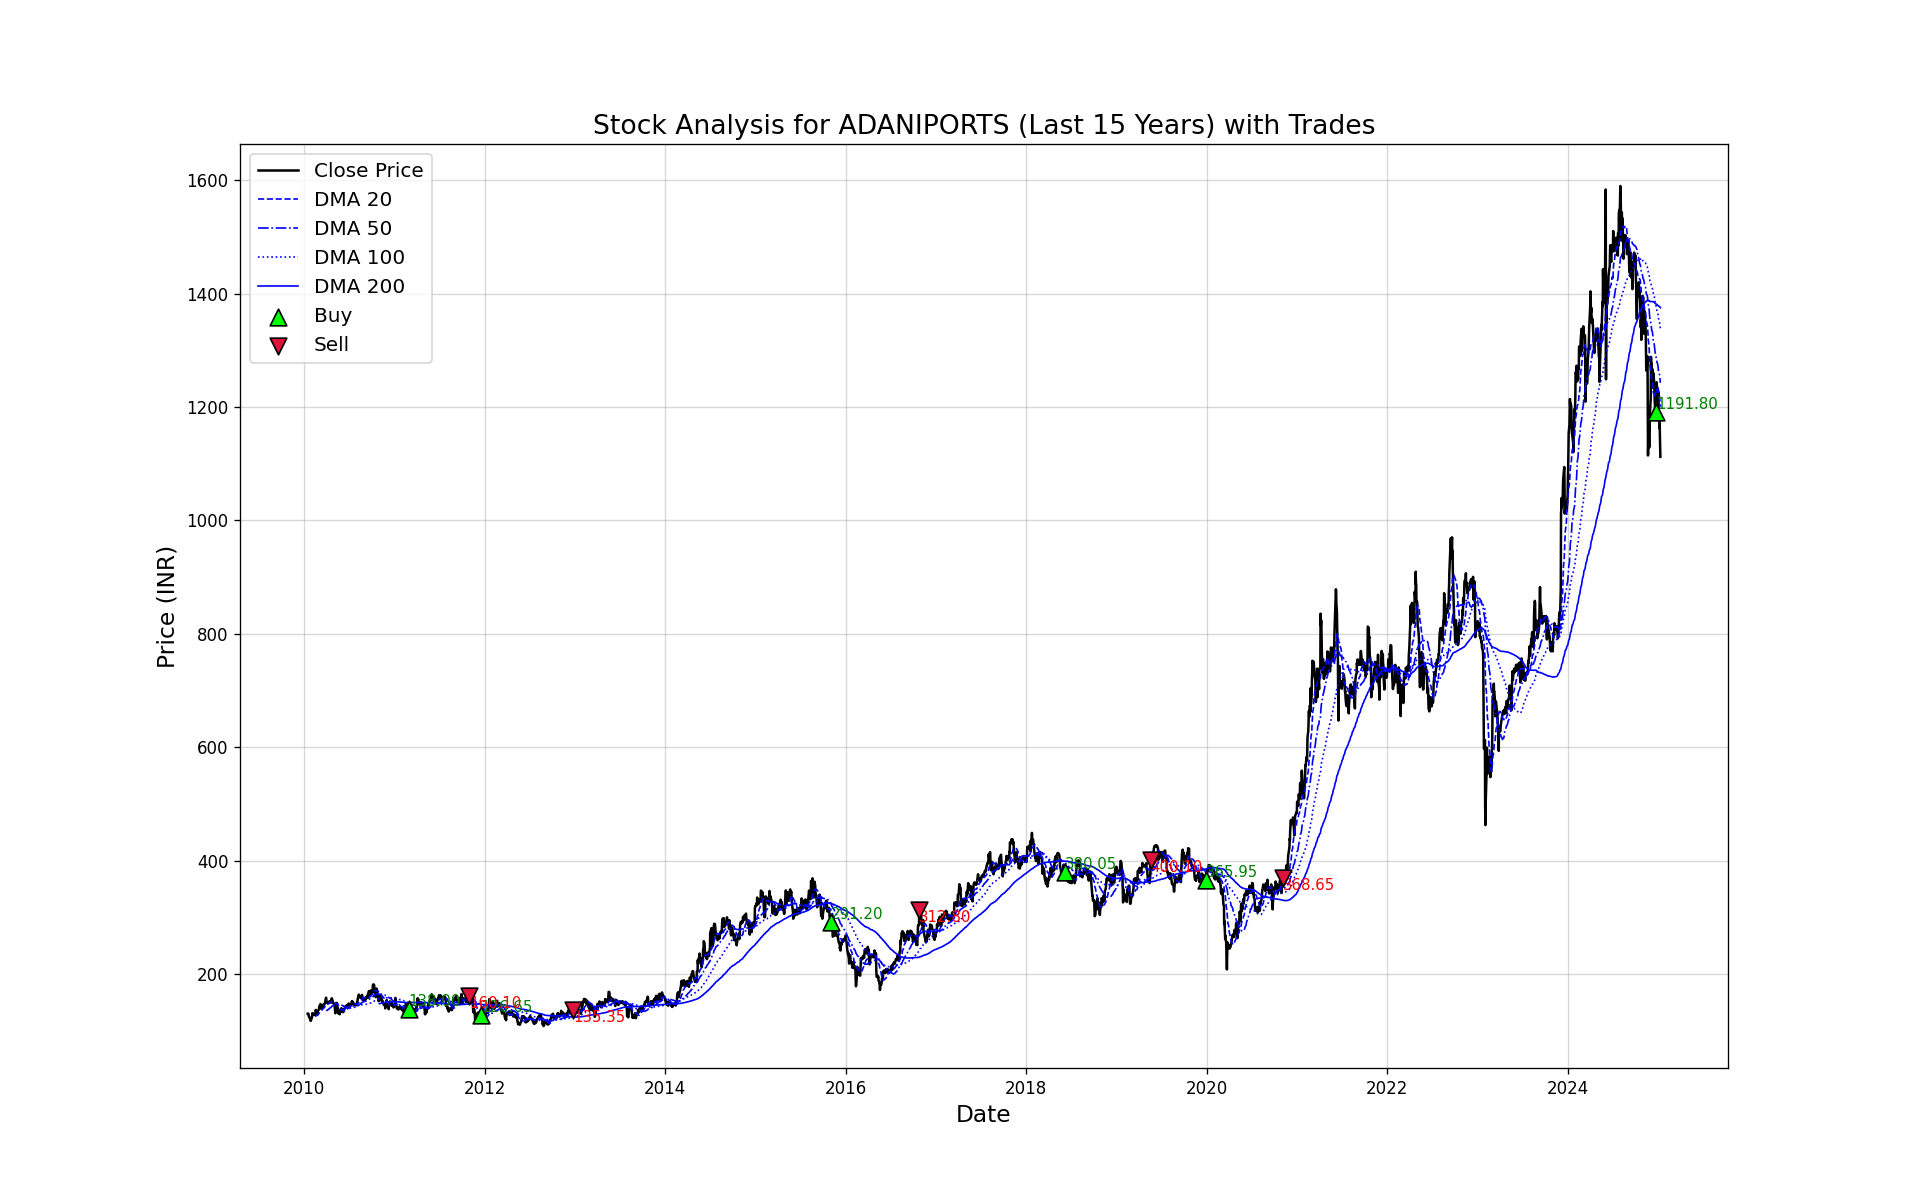 Stock Analysis for ADANIPORTS (Last 15 Years) with Trades
Close Price
DMA 20
DMA 50
DMA 100
DMA 200
Buy
Sell
Price (INR)
1600
1400
1200
1000
800
600
400
200
1191.80
380.05
365.95
368.65
291.20
135.35
2010
2012
2014
2016
2018
2020
2022
2024
Date